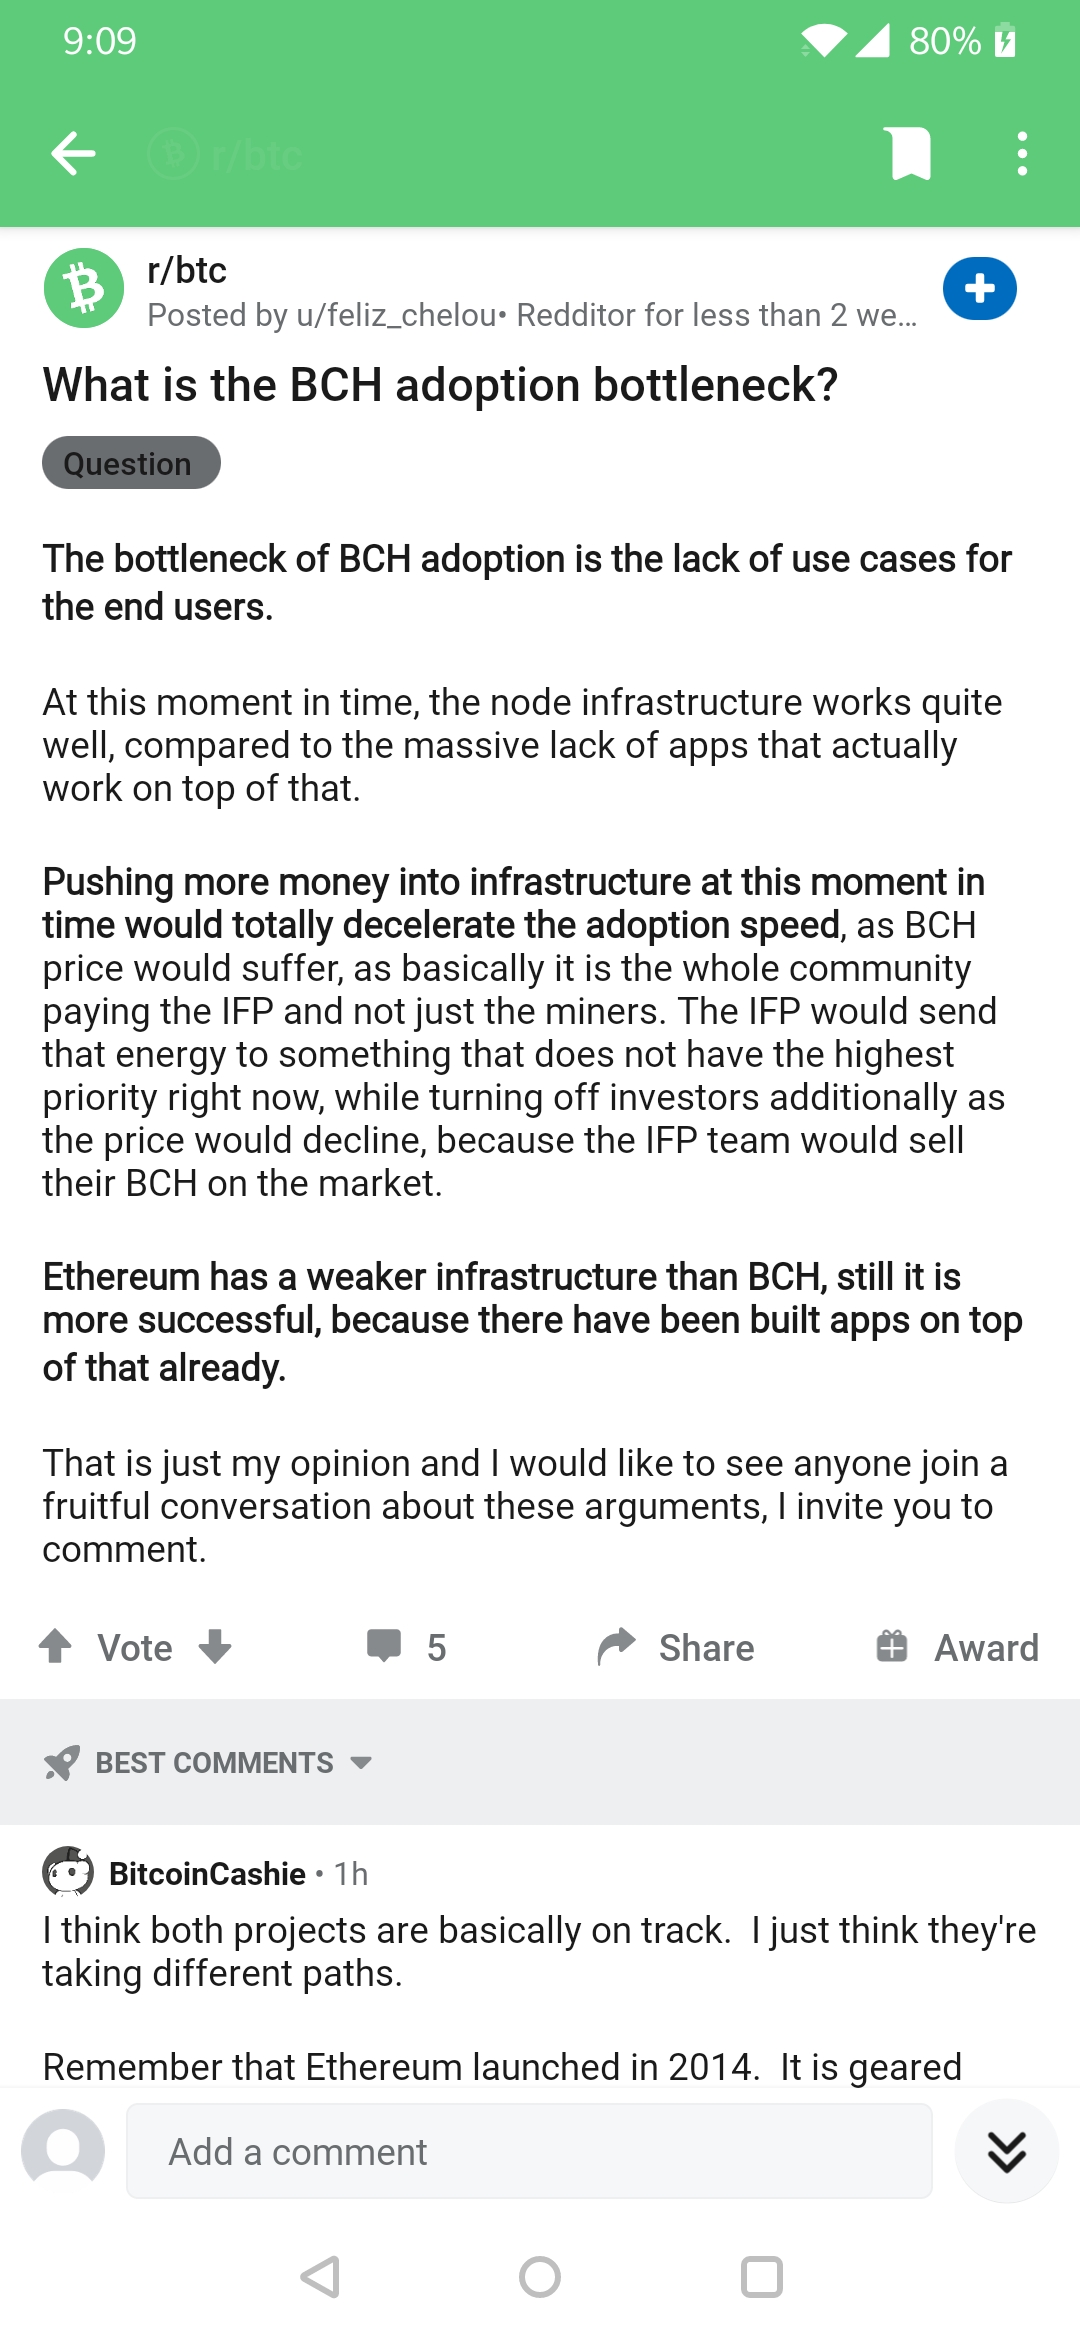 9:09
80%
r/btc
r/btc
Posted by u/feliz_chelou• Redditor for less than 2 we...
What is the BCH adoption bottleneck?
Question
The bottleneck of BCH adoption is the lack of use cases for
the end users.
At this moment in time, the node infrastructure works quite
well, compared to the massive lack of apps that actually
work on top of that.
Pushing more money into infrastructure at this moment in
time would totally decelerate the adoption speed, as BCH
price would suffer, as basically it is the whole community
paying the IFP and not just the miners. The IFP would send
that energy to something that does not have the highest
priority right now, while turning off investors additionally as
the price would decline, because the IFP team would sell
their BCH on the market.
Ethereum has a weaker infrastructure than BCH, still it is
more successful, because there have been built apps on top
of that already.
That is just my opinion and I would like to see anyone join a
fruitful conversation about these arguments, I invite you to
comment.
Vote 5 Share Award
BEST COMMENTS
BitcoinCashie • 1h
I think both projects are basically on track.  I just think they're
taking different paths.
Remember that Ethereum launched in 2014.  It is geared
Add a comment